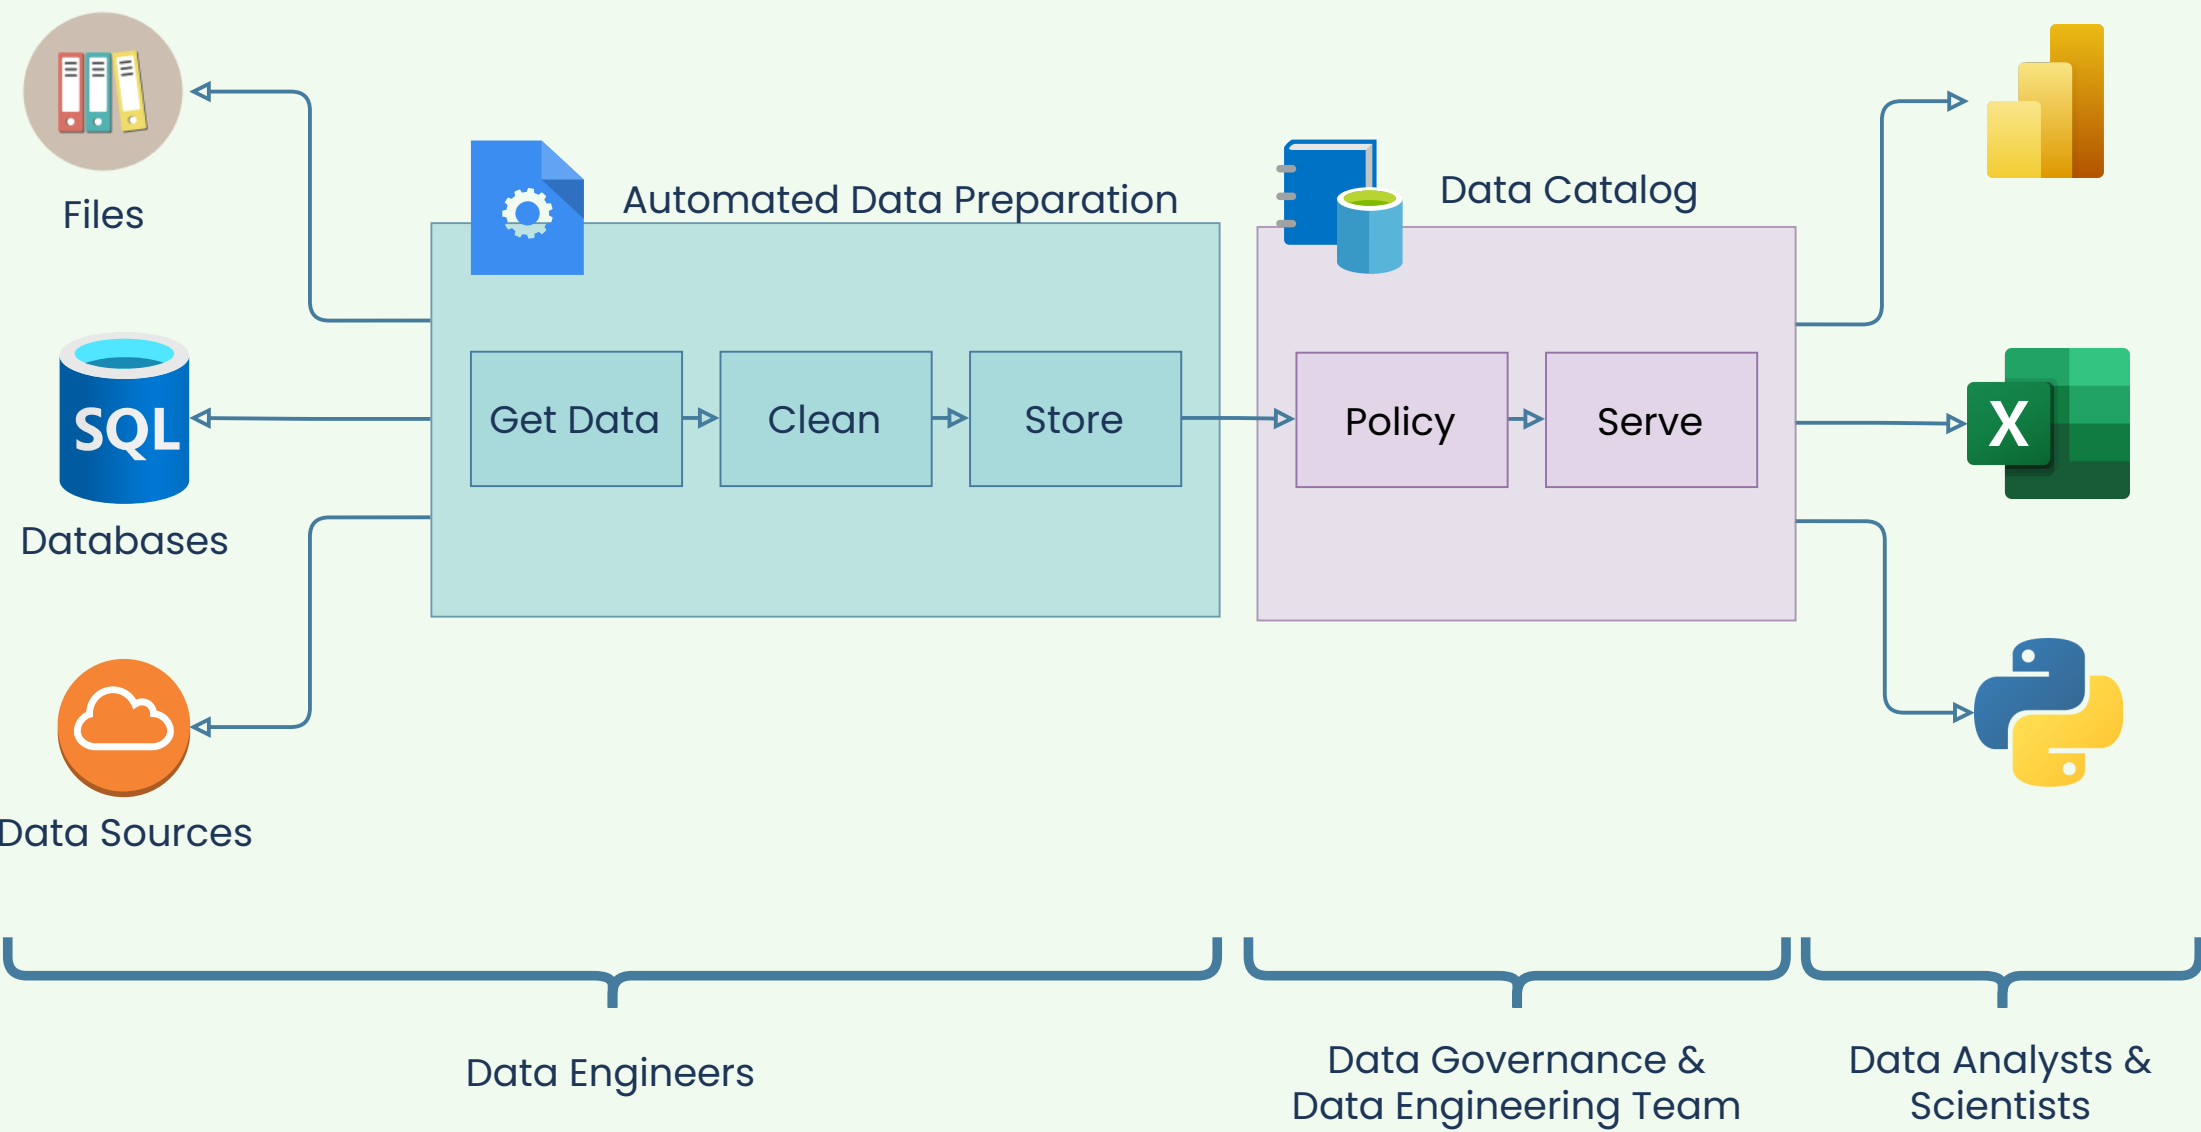 Files
Automated Data Preparation
Data Catalog
SQL
Get Data
Clean
Store
Policy
Serve
X
Databases
Data Sources
Data Engineers
Data Governance &
Data Engineering Team
Data Analysts &
Scientists